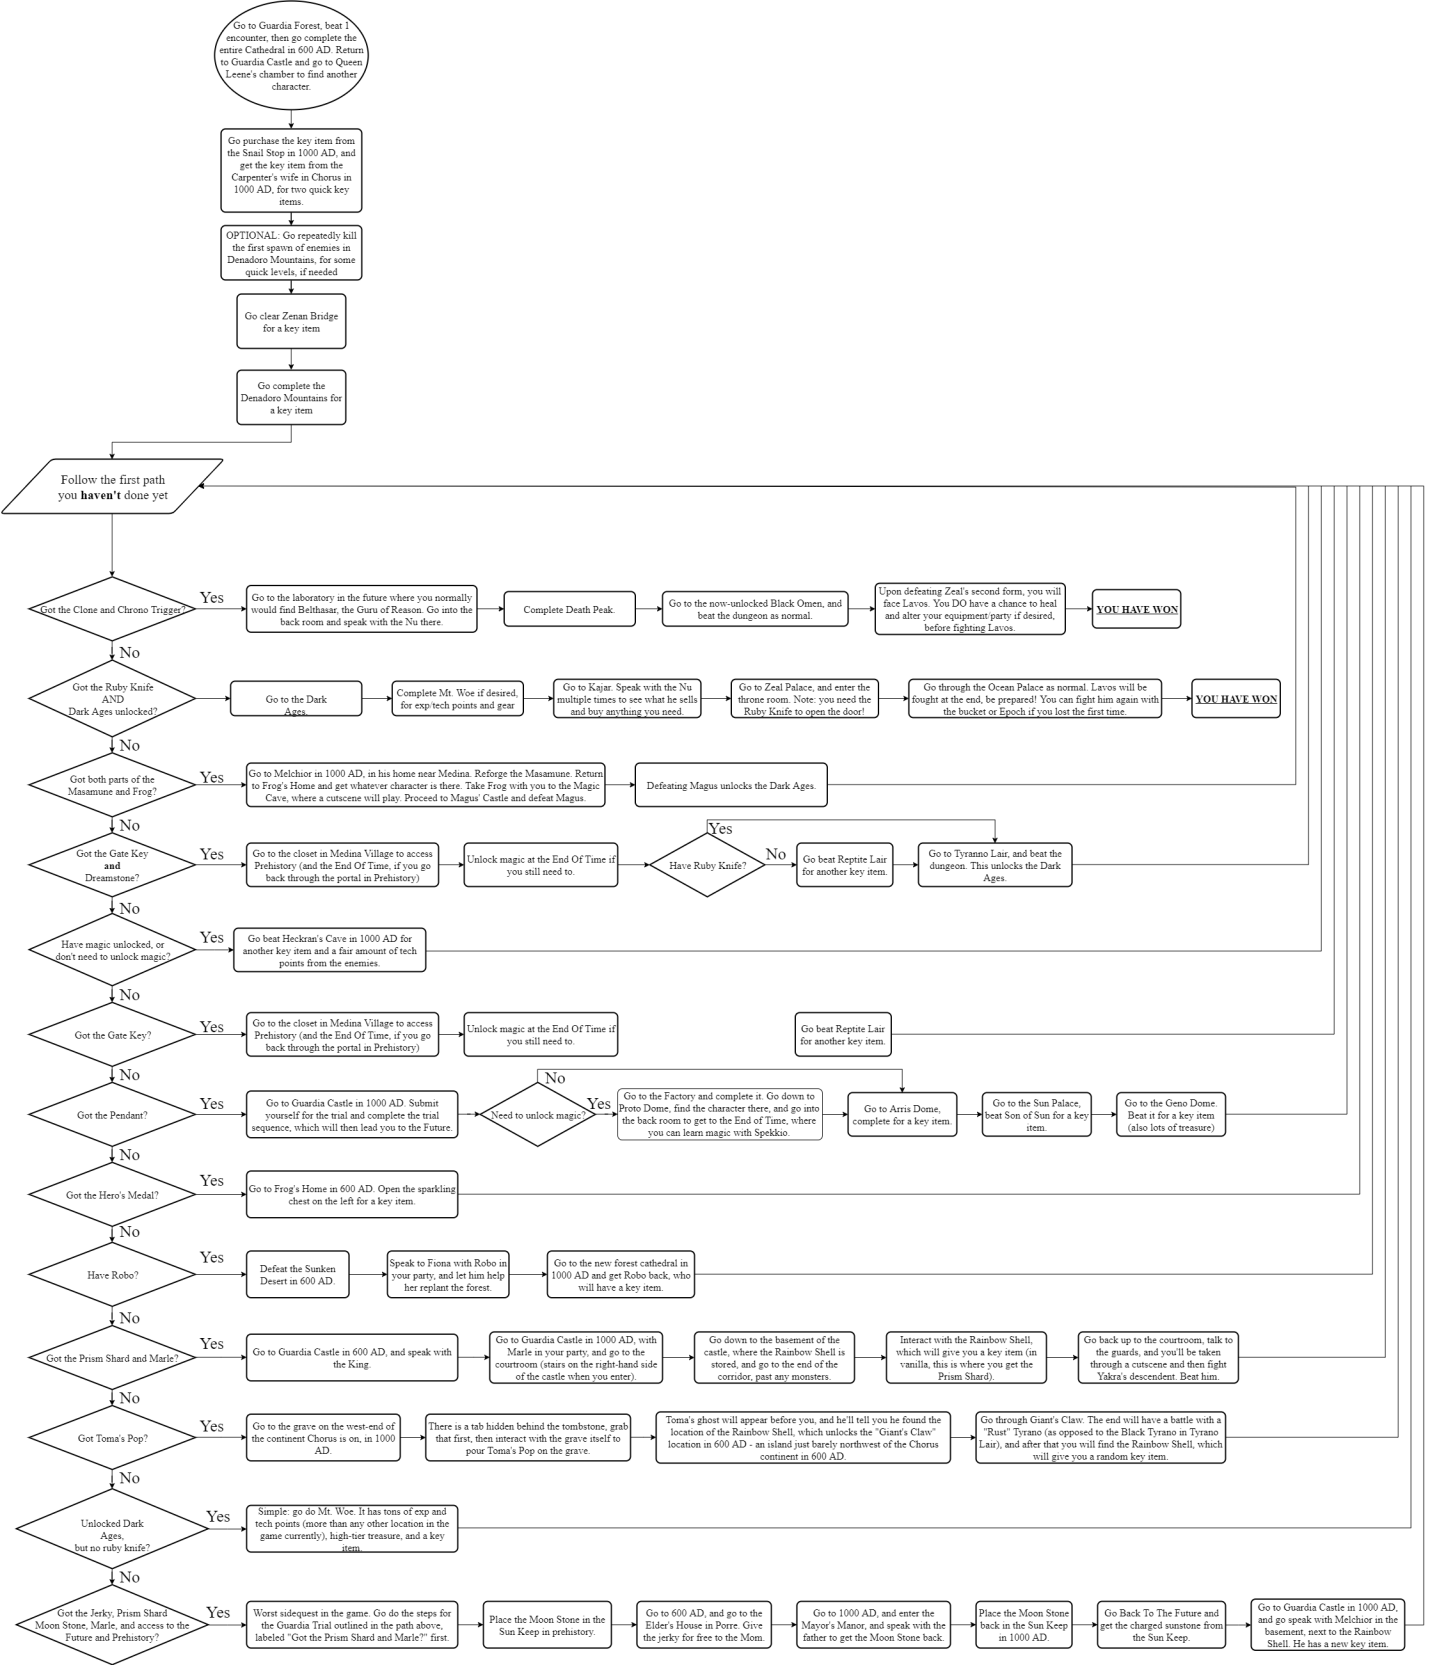 Go to Guardia Forest, beat 1
encounter, then go complete the
entire Cathedral in 600 AD. Return
to Guardia Castle and go to Queen
Leene's chamber to find another
character.
Go purchase the key item from
the Snail Stop in 1000 AD, and
get the key item from the
Carpenter's wife in Chorus in
1000 AD, for two quick key
items.
OPTIONAL: Go repeatedly kill
the first spawn of enemies in
Denadoro Mountains, for some
quick levels, if needed
Go clear Zenan Bridge
for a key item
Go complete the
Denadoro Mountains for
a key item
Follow the first path
you haven't done yet
Got the Clone and Chrono Trigger?
Yes
Go to the laboratory in the future where you normally
would find Belthasar, the Guru of Reason. Go into the
back room and speak with the Nu there.
Complete Death Peak.
Go to the now-unlocked Black Omen, and
beat the dungeon as normal.
Upon defeating Zeal's second form, you will
face Lavos. You DO have a chance to heal
and alter your equipment/party if desired,
before fighting Lavos.
YOU HAVE WON
No
Got the Ruby Knife
AND
Dark Ages unlocked?
Go to the Dark
Ages.
Complete Mt. Woe if desired,
for exp/tech points and gear
Go to Kajar. Speak with the Nu
multiple times to see what he sells
and buy anything you need.
Go to Zeal Palace, and enter the
throne room. Note: you need the
Ruby Knife to open the door!
Go through the Ocean Palace as normal. Lavos will be
fought at the end, be prepared! You can fight him again with
the bucket or Epoch if you lost the first time.
YOU HAVE WON
No
Got both parts of the
Masamune and Frog?
Yes
Go to Melchior in 1000 AD, in his home near Medina. Reforge the Masamune. Return
to Frog's Home and get whatever character is there. Take Frog with you to the Magic
Cave, where a cutscene will play. Proceed to Magus' Castle and defeat Magus.
Defeating Magus unlocks the Dark Ages.
No
Got the Gate Key
and
Dreamstone?
Yes
Go to the closet in Medina Village to access
Prehistory (and the End Of Time, if you go
back through the portal in Prehistory)
Unlock magic at the End Of Time if
you still need to.
Have Ruby Knife?
Yes
No
Go beat Reptite Lair
for another key item.
Go to Tyranno Lair, and beat the
dungeon. This unlocks the Dark
Ages.
No
Have magic unlocked, or
don't need to unlock magic?
Yes
Go beat Heckran's Cave in 1000 AD for
another key item and a fair amount of tech
points from the enemies.
No
Got the Gate Key?
Yes
Go to the closet in Medina Village to access
Prehistory (and the End Of Time, if you go
back through the portal in Prehistory)
Unlock magic at the End Of Time if
you still need to.
Go beat Reptite Lair
for another key item.
No
Got the Pendant?
Yes
Go to Guardia Castle in 1000 AD. Submit
yourself for the trial and complete the trial
sequence, which will then lead you to the Future.
Need to unlock magic?
No
Yes
Go to the Factory and complete it. Go down to
Proto Dome, find the character there, and go into
the back room to get to the End of Time, where
you can learn magic with Spekkio.
Go to Arris Dome,
complete for a key item.
Go to the Sun Palace,
beat Son of Sun for a key
item.
Go to the Geno Dome.
Beat it for a key item
(also lots of treasure)
No
Got the Hero's Medal?
Yes
Go to Frog's Home in 600 AD. Open the sparkling
chest on the left for a key item.
No
Have Robo?
Yes
Defeat the Sunken
Desert in 600 AD.
Speak to Fiona with Robo in
your party, and let him help
her replant the forest.
Go to the new forest cathedral in
1000 AD and get Robo back, who
will have a key item.
No
Got the Prism Shard and Marle?
Yes
Go to Guardia Castle in 600 AD, and speak with
the King.
Go to Guardia Castle in 1000 AD, with
Marle in your party, and go to the
courtroom (stairs on the right-hand side
of the castle when you enter).
Go down to the basement of the
castle, where the Rainbow Shell is
stored, and go to the end of the
corridor, past any monsters.
Interact with the Rainbow Shell,
which will give you a key item (in
vanilla, this is where you get the
Prism Shard).
Go back up to the courtroom, talk to
the guards, and you'll be taken
through a cutscene and then fight
Yakra's descendent. Beat him.
No
Got Toma's Pop?
Yes
Go to the grave on the west-end of
the continent Chorus is on, in 1000
AD.
There is a tab hidden behind the tombstone, grab
that first, then interact with the grave itself to
pour Toma's Pop on the grave.
Toma's ghost will appear before you, and he'll tell you he found the
location of the Rainbow Shell, which unlocks the "Giant's Claw"
location in 600 AD - an island just barely northwest of the Chorus
continent in 600 AD.
Go through Giant's Claw. The end will have a battle with a
"Rust" Tyrano (as opposed to the Black Tyrano in Tyrano
Lair), and after that you will find the Rainbow Shell, which
will give you a random key item.
No
Unlocked Dark
Ages,
but no ruby knife?
Yes
Simple: go do Mt. Woe. It has tons of exp and
tech points (more than any other location in the
game currently), high-tier treasure, and a key
item.
No
Got the Jerky, Prism Shard
Moon Stone, Marle, and access to the
Future and Prehistory?
Yes
Worst sidequest in the game. Go do the steps for
the Guardia Trial outlined in the path above,
labeled "Got the Prism Shard and Marle?" first.
Place the Moon Stone in the
Sun Keep in prehistory.
Go to 600 AD, and go to the
Elder's House in Porre. Give
the jerky for free to the Mom.
Go to 1000 AD, and enter the
Mayor's Manor, and speak with the
father to get the Moon Stone back.
Place the Moon Stone
back in the Sun Keep
in 1000 AD.
Go Back To The Future and
get the charged sunstone from
the Sun Keep.
Go to Guardia Castle in 1000 AD,
and go speak with Melchior in the
basement, next to the Rainbow
Shell. He has a new key item.